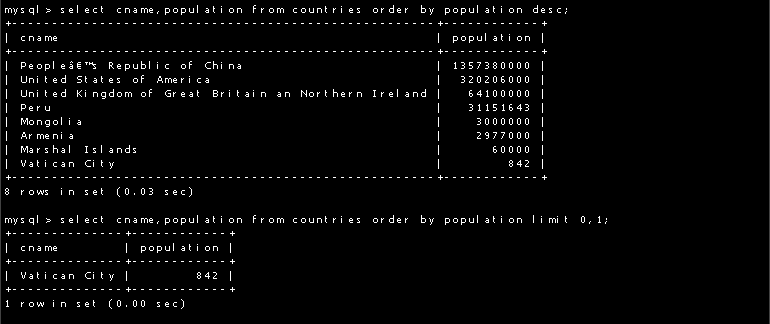 mysql> select cname,population from countries order by population desc;
+------------------------------------------------------+------------+
| cname                                                | population |
+------------------------------------------------------+------------+
| Peopleâ€™s Republic of China                         | 1357380000 |
| United States of America                             |  320206000 |
| United Kingdom of Great Britain an Northern Ireland  |   64100000 |
| Peru                                                 |   31151643 |
| Mongolia                                             |    3000000 |
| Armenia                                              |    2977000 |
| Marshal Islands                                      |      60000 |
| Vatican City                                         |        842 |
+------------------------------------------------------+------------+
8 rows in set (0.03 sec)
mysql> select cname,population from countries order by population limit 0,1;
+--------------+------------+
| cname        | population |
+--------------+------------+
| Vatican City |        842 |
+--------------+------------+
1 row in set (0.00 sec)